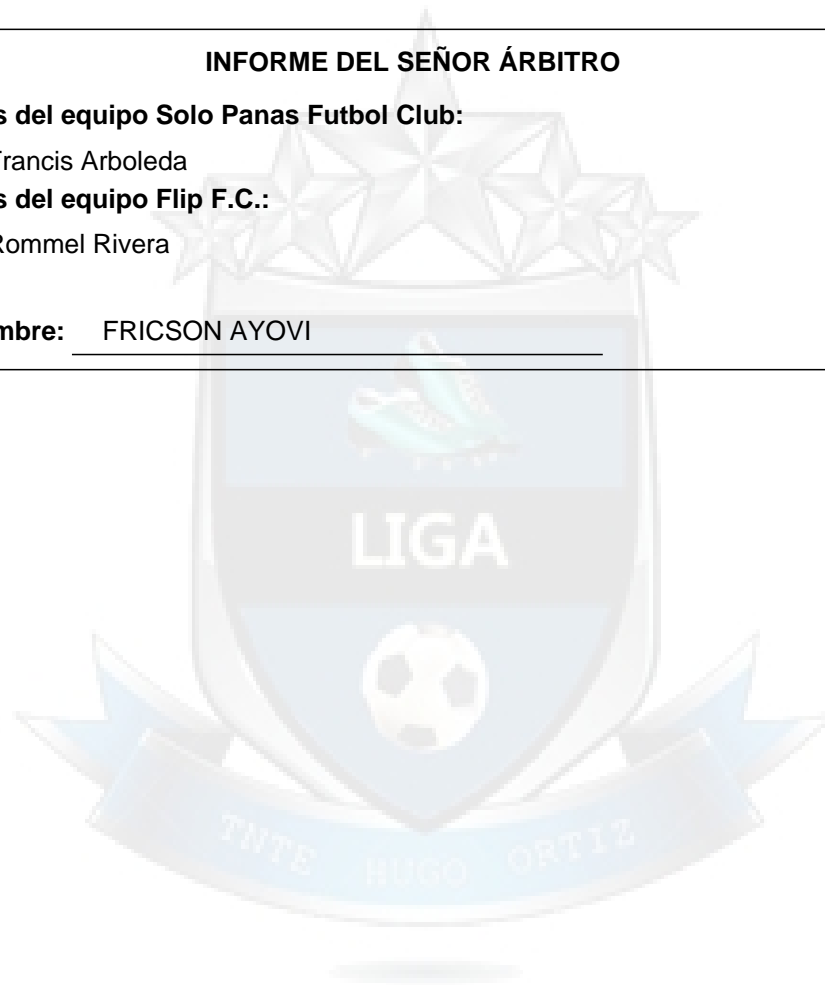 INFORME DEL SEÑOR ÁRBITRO
s del equipo Solo Panas Futbol Club:
Francis Arboleda
s del equipo Flip F.C.:
Rommel Rivera
mbre: FRICSON AYOVI
LIGA
TNTE HUGO ORTIZ